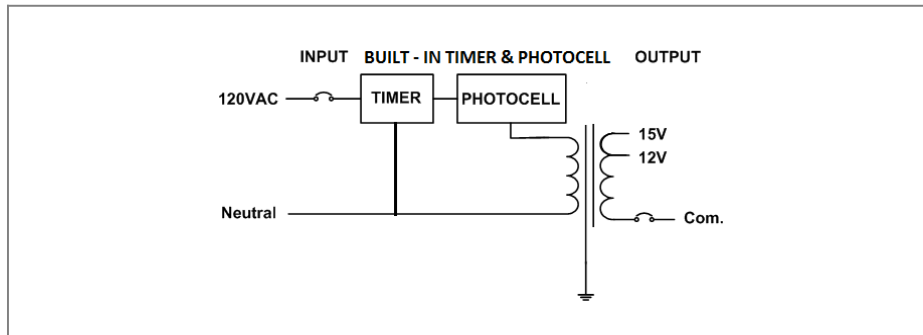 INPUT BUILT - IN TIMER & PHOTOCELL OUTPUT
120VAC TIMER PHOTOCELL
15V
12V
Neutral
Com.